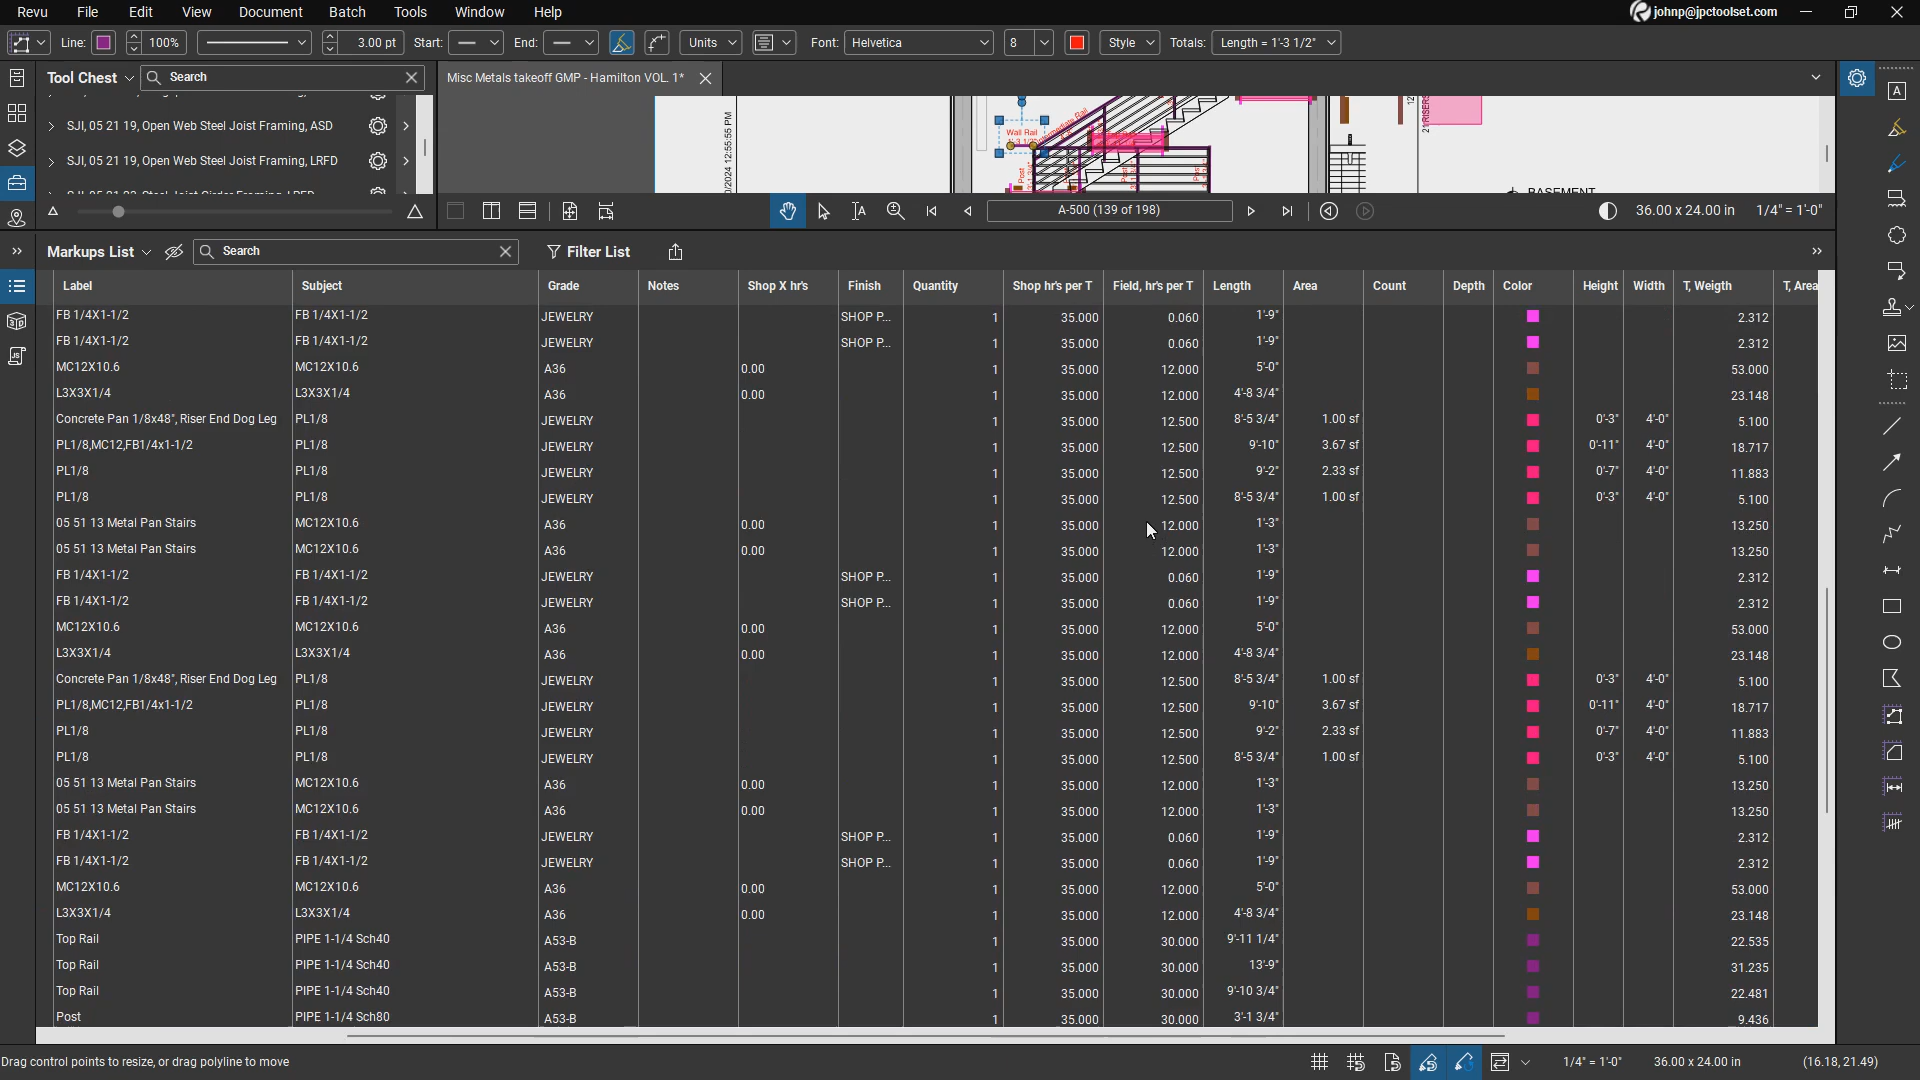 Revu File Edit View Document Batch Tools Window Help johnp@jpctoolset.com
Line: 100% 3.00 pt Start: End: Units Font: Helvetica 8 Style Totals: Length = 1'-3 1/2"
Tool Chest Search Misc Metals takeoff GMP - Hamilton VOL. 1*
SJI, 05 21 19, Open Web Steel Joist Framing, ASD
SJI, 05 21 19, Open Web Steel Joist Framing, LRFD
Wall Rail
Post
21 RISERS
/2024 12:55:55 PM
BASEMENT
A-500 (139 of 198) 36.00 x 24.00 in 1/4" = 1'-0"
Markups List Search Filter List
Label Subject Grade Notes Shop X hr's Finish Quantity Shop hr's per T Field, hr's per T Length Area Count Depth Color Height Width T, Weigth T, Area
FB 1/4X1-1/2 FB 1/4X1-1/2 JEWELRY SHOP P... 1 35.000 0.060 1'-9" 2.312
FB 1/4X1-1/2 FB 1/4X1-1/2 JEWELRY SHOP P... 1 35.000 0.060 1'-9" 2.312
MC12X10.6 MC12X10.6 A36 0.00 1 35.000 12.000 5'-0" 53.000
L3X3X1/4 L3X3X1/4 A36 0.00 1 35.000 12.000 4'-8 3/4" 23.148
Concrete Pan 1/8x48", Riser End Dog Leg PL1/8 JEWELRY 1 35.000 12.500 8'-5 3/4" 1.00 sf 0'-3" 4'-0" 5.100
PL1/8,MC12,FB1/4x1-1/2 PL1/8 JEWELRY 1 35.000 12.500 9'-10" 3.67 sf 0'-11" 4'-0" 18.717
PL1/8 PL1/8 JEWELRY 1 35.000 12.500 9'-2" 2.33 sf 0'-7" 4'-0" 11.883
PL1/8 PL1/8 JEWELRY 1 35.000 12.500 8'-5 3/4" 1.00 sf 0'-3" 4'-0" 5.100
05 51 13 Metal Pan Stairs MC12X10.6 A36 0.00 1 35.000 12.000 1'-3" 13.250
05 51 13 Metal Pan Stairs MC12X10.6 A36 0.00 1 35.000 12.000 1'-3" 13.250
FB 1/4X1-1/2 FB 1/4X1-1/2 JEWELRY SHOP P... 1 35.000 0.060 1'-9" 2.312
FB 1/4X1-1/2 FB 1/4X1-1/2 JEWELRY SHOP P... 1 35.000 0.060 1'-9" 2.312
MC12X10.6 MC12X10.6 A36 0.00 1 35.000 12.000 5'-0" 53.000
L3X3X1/4 L3X3X1/4 A36 0.00 1 35.000 12.000 4'-8 3/4" 23.148
Concrete Pan 1/8x48", Riser End Dog Leg PL1/8 JEWELRY 1 35.000 12.500 8'-5 3/4" 1.00 sf 0'-3" 4'-0" 5.100
PL1/8,MC12,FB1/4x1-1/2 PL1/8 JEWELRY 1 35.000 12.500 9'-10" 3.67 sf 0'-11" 4'-0" 18.717
PL1/8 PL1/8 JEWELRY 1 35.000 12.500 9'-2" 2.33 sf 0'-7" 4'-0" 11.883
PL1/8 PL1/8 JEWELRY 1 35.000 12.500 8'-5 3/4" 1.00 sf 0'-3" 4'-0" 5.100
05 51 13 Metal Pan Stairs MC12X10.6 A36 0.00 1 35.000 12.000 1'-3" 13.250
05 51 13 Metal Pan Stairs MC12X10.6 A36 0.00 1 35.000 12.000 1'-3" 13.250
FB 1/4X1-1/2 FB 1/4X1-1/2 JEWELRY SHOP P... 1 35.000 0.060 1'-9" 2.312
FB 1/4X1-1/2 FB 1/4X1-1/2 JEWELRY SHOP P... 1 35.000 0.060 1'-9" 2.312
MC12X10.6 MC12X10.6 A36 0.00 1 35.000 12.000 5'-0" 53.000
L3X3X1/4 L3X3X1/4 A36 0.00 1 35.000 12.000 4'-8 3/4" 23.148
Top Rail PIPE 1-1/4 Sch40 A53-B 1 35.000 30.000 9'-11 1/4" 22.535
Top Rail PIPE 1-1/4 Sch40 A53-B 1 35.000 30.000 13'-9" 31.235
Top Rail PIPE 1-1/4 Sch40 A53-B 1 35.000 30.000 9'-10 3/4" 22.481
Post PIPE 1-1/4 Sch80 A53-B 1 35.000 30.000 3'-1 3/4" 9.436
Drag control points to resize, or drag polyline to move 1/4" = 1'-0" 36.00 x 24.00 in (16.18, 21.49)